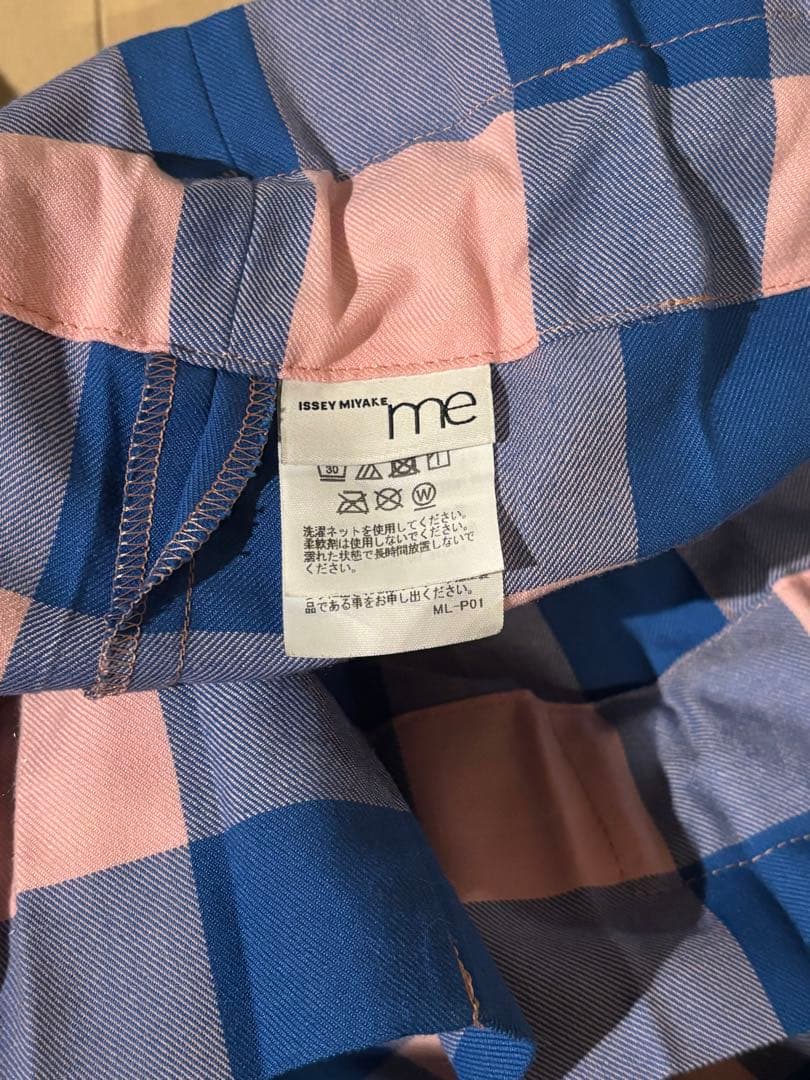 ISSEY MIYAKE me
30
W
洗濯ネットを使用してください。
柔軟剤は使用しないでください。
濡れた状態で長時間放置しないで
ください。
品である事をお申し出ください。
ML-P01